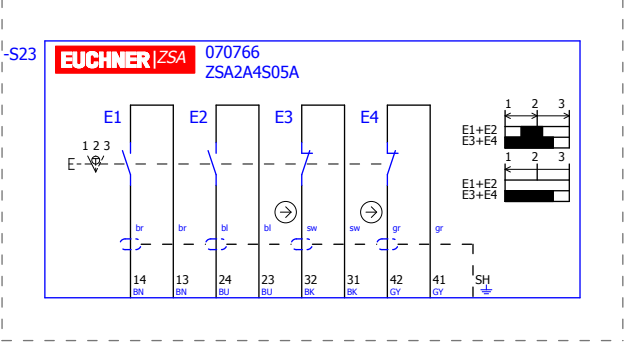 -S23
EUCHNER ZSA
070766
ZSA2A4S05A
E1 E2 E3 E4
1 2 3
E
br br bl bl sw sw gr gr
14 13 24 23 32 31 42 41 SH
BN BN BU BU BK BK GY GY
1 2 3
E1+E2
E3+E4
1 2 3
E1+E2
E3+E4